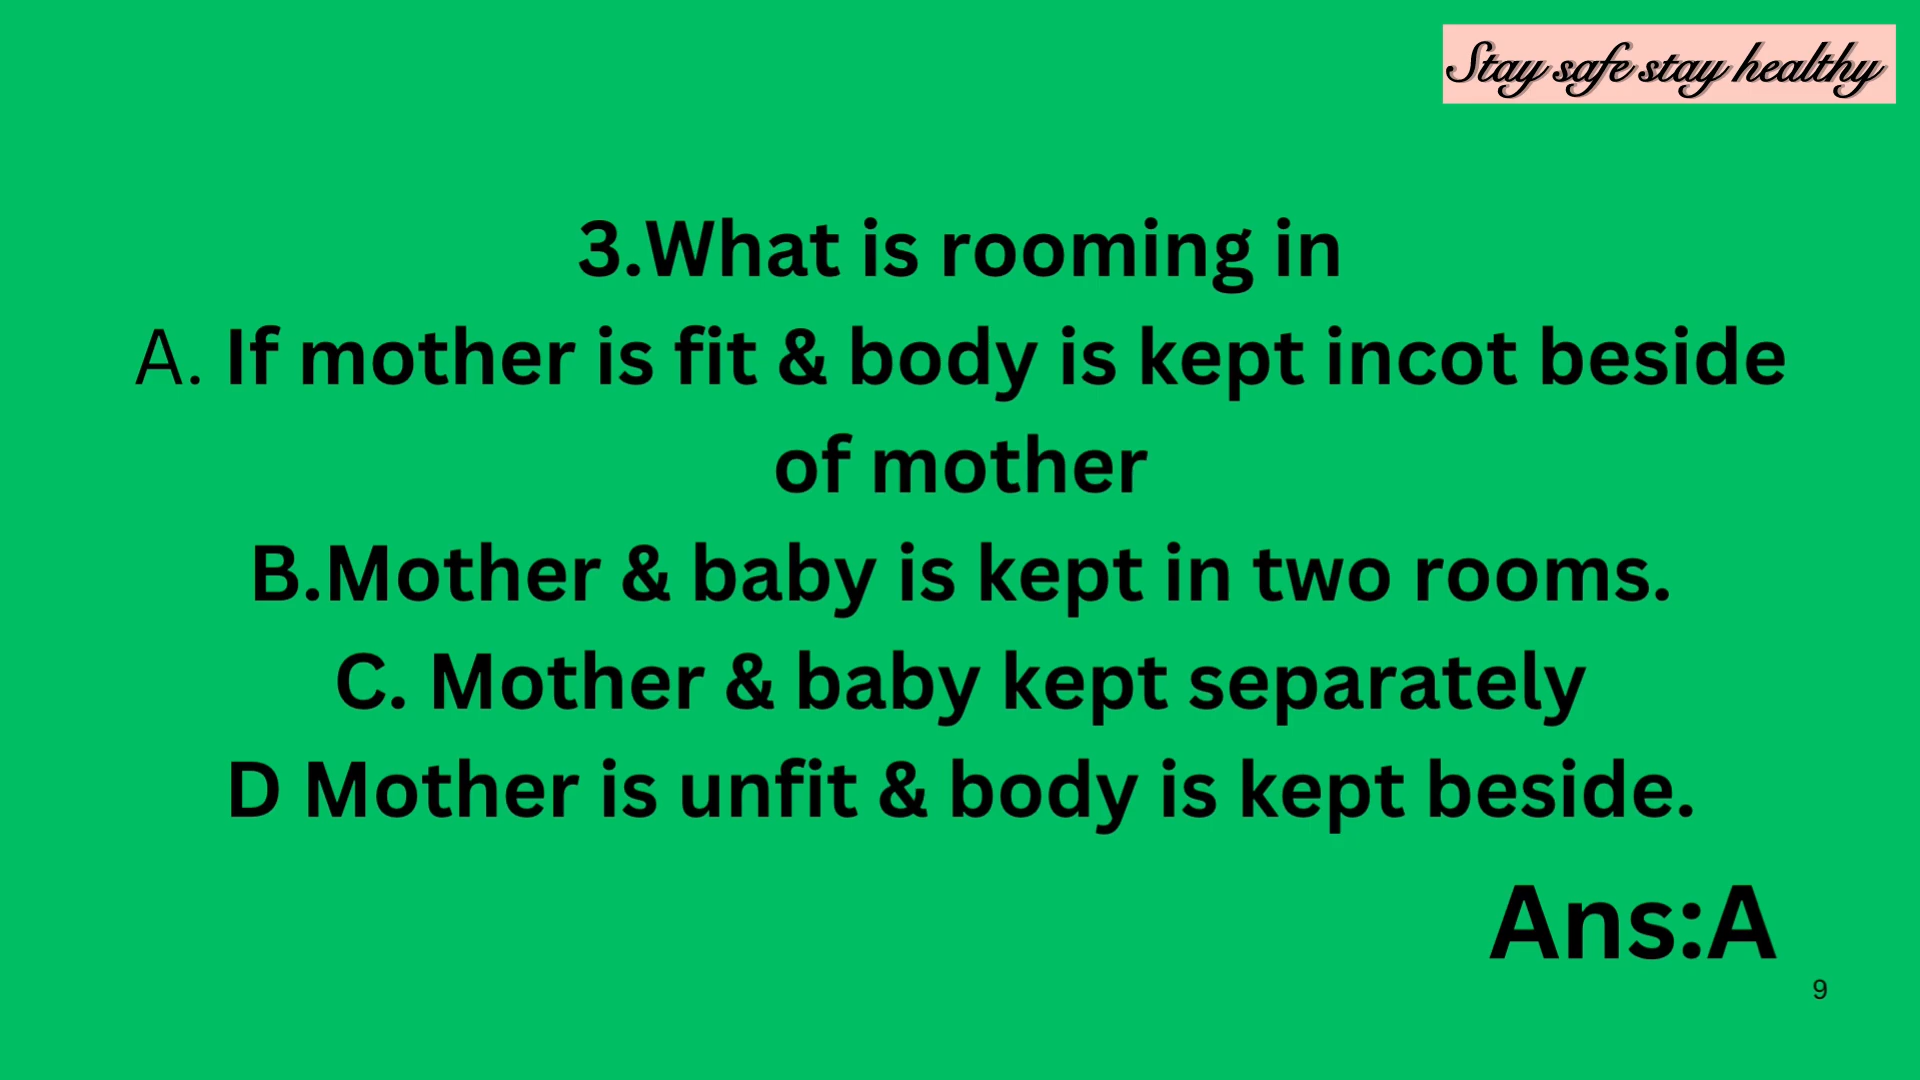 Stay safe stay healthy
3.What is rooming in
A. If mother is fit & body is kept incot beside
of mother
B.Mother & baby is kept in two rooms.
C. Mother & baby kept separately
D Mother is unfit & body is kept beside.
Ans:A
9